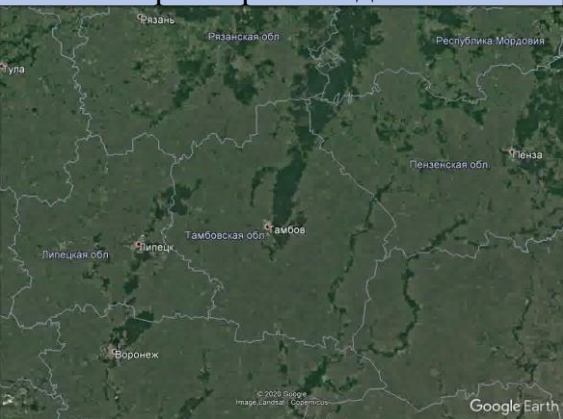 Рязань
Рязанская обл
Республика Мордовия
Тула
Пенза
Пензенская обл.
Тамбов
Тамбовская обл.
Липецк
Липецкая обл
Воронеж
© 2020 Google
Image Landsat / Copernicus
Google Earth